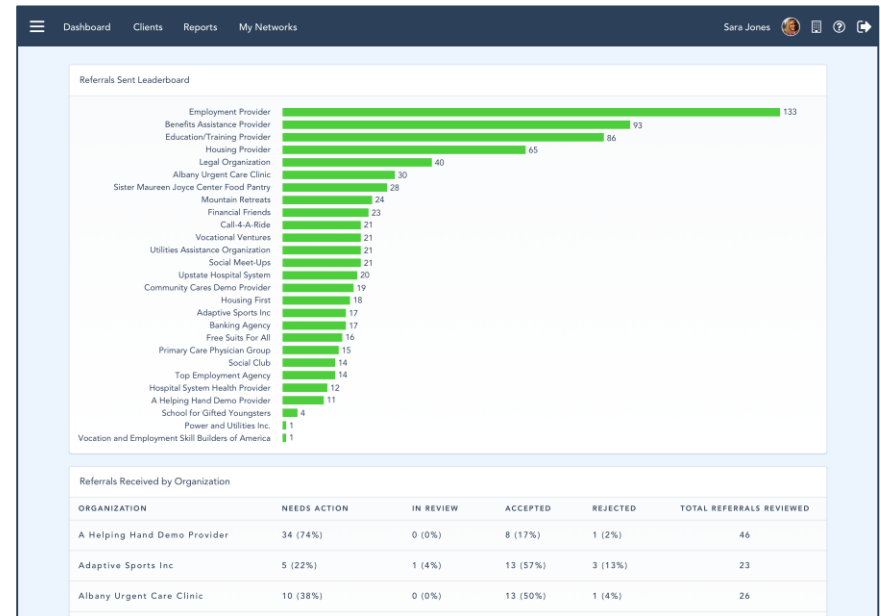 Dashboard Clients Reports My Networks Sara Jones
Referrals Sent Leaderboard
Employment Provider 133
Benefits Assistance Provider 93
Education/Training Provider 86
Housing Provider 65
Legal Organization 40
Albany Urgent Care Clinic 30
Sister Maureen Joyce Center Food Pantry 28
Mountain Retreats 24
Financial Friends 23
Call-4-A-Ride 21
Vocational Ventures 21
Utilities Assistance Organization 21
Social Meet-Ups 21
Upstate Hospital System 20
Community Cares Demo Provider 19
Housing First 18
Adaptive Sports Inc 17
Banking Agency 17
Free Suits For All 16
Primary Care Physician Group 15
Social Club 14
Top Employment Agency 14
Hospital System Health Provider 12
A Helping Hand Demo Provider 11
School for Gifted Youngsters 4
Power and Utilities Inc. 1
Vocation and Employment Skill Builders of America 1
Referrals Received by Organization
ORGANIZATION NEEDS ACTION IN REVIEW ACCEPTED REJECTED TOTAL REFERRALS REVIEWED
A Helping Hand Demo Provider 34 (74%) 0 (0%) 8 (17%) 1 (2%) 46
Adaptive Sports Inc 5 (22%) 1 (4%) 13 (57%) 3 (13%) 23
Albany Urgent Care Clinic 10 (38%) 0 (0%) 13 (50%) 1 (4%) 26